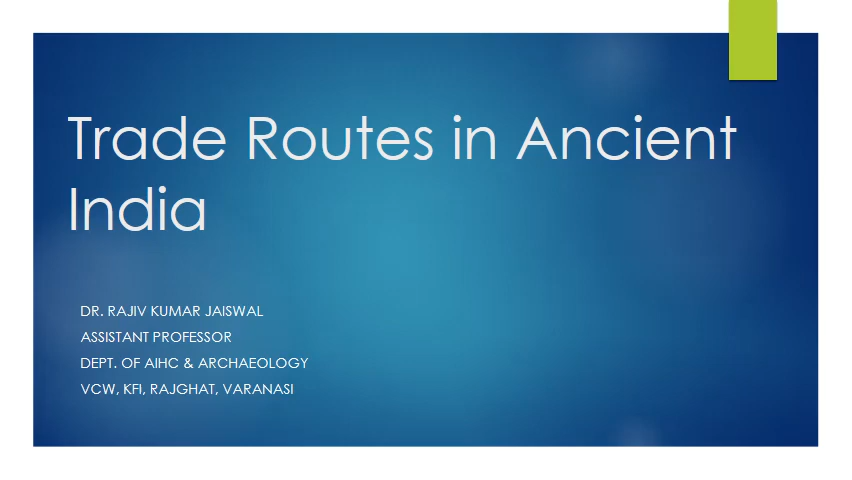 Trade Routes in Ancient
India
DR. RAJIV KUMAR JAISWAL
ASSISTANT PROFESSOR
DEPT. OF AIHC & ARCHAEOLOGY
VCW, KFI, RAJGHAT, VARANASI